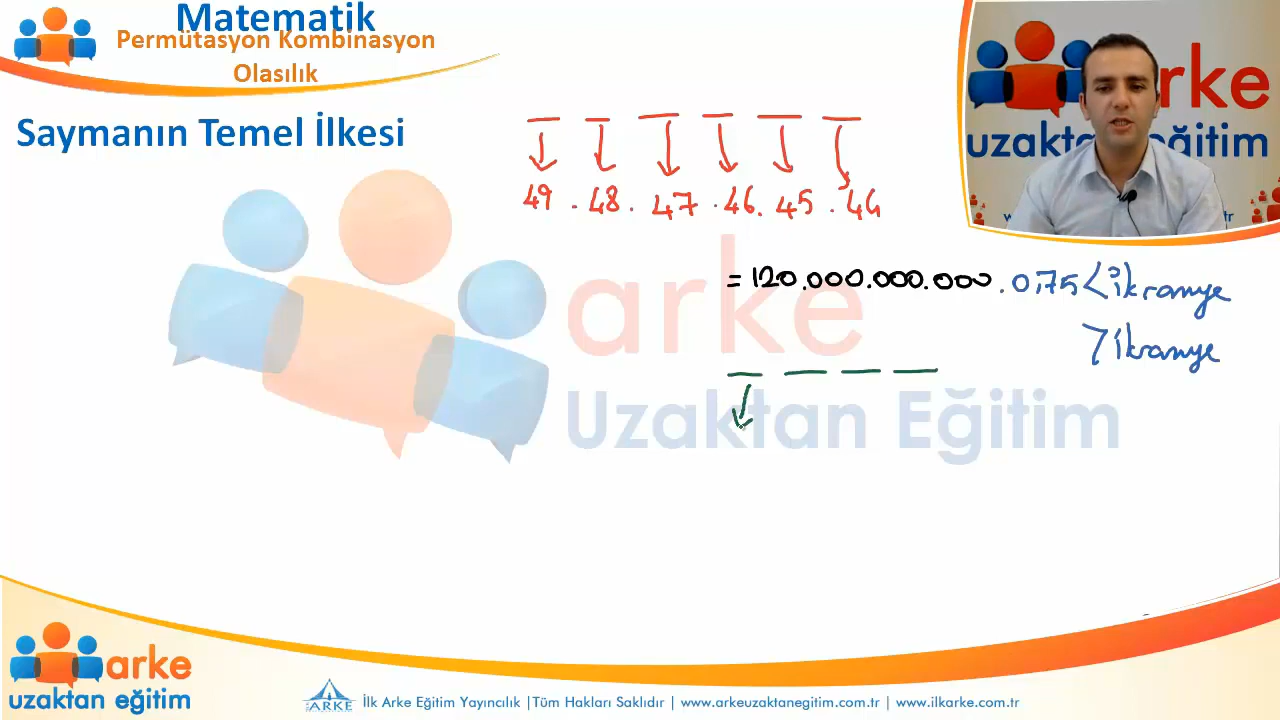 Matematik
Permütasyon Kombinasyon
Olasılık
Saymanın Temel İlkesi
49 . 48 . 47 . 46 . 45 . 44
= 120.000.000.000 . 0,75 < ikramiye
> ikramiye
arke
Uzaktan Eğitim
arke
uzaktan eğitim
arke
uzaktan eğitim
ARKE
İlk Arke Eğitim Yayıncılık |Tüm Hakları Saklıdır | www.arkeuzaktanegitim.com.tr | www.ilkarke.com.tr